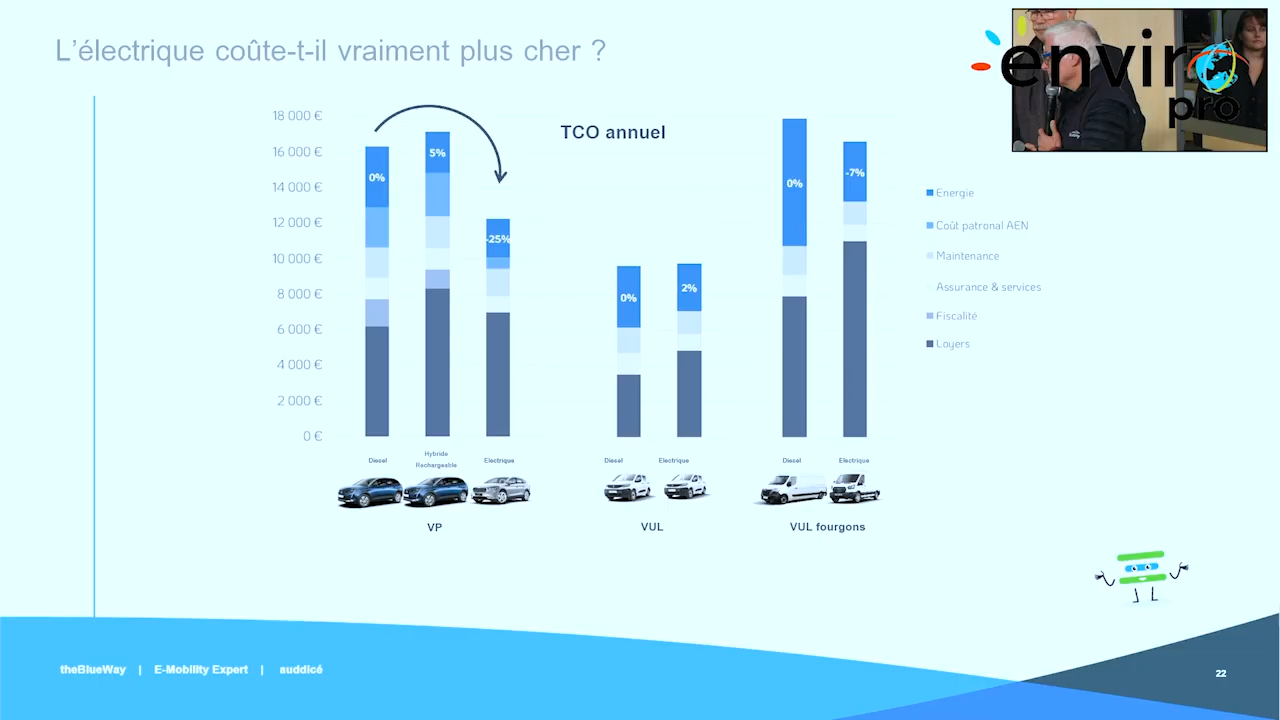 L'électrique coûte-t-il vraiment plus cher ?
enviro
pro
TCO annuel
18 000 €
16 000 €
14 000 €
12 000 €
10 000 €
8 000 €
6 000 €
4 000 €
2 000 €
0 €
0%
5%
-25%
0%
2%
0%
-7%
Energie
Coût patronal AEN
Maintenance
Assurance & services
Fiscalité
Loyers
Diesel
Hybride
Rechargeable
Electrique
Diesel
Electrique
Diesel
Electrique
VP
VUL
VUL fourgons
theBlueWay | E-Mobility Expert | auddicé
22